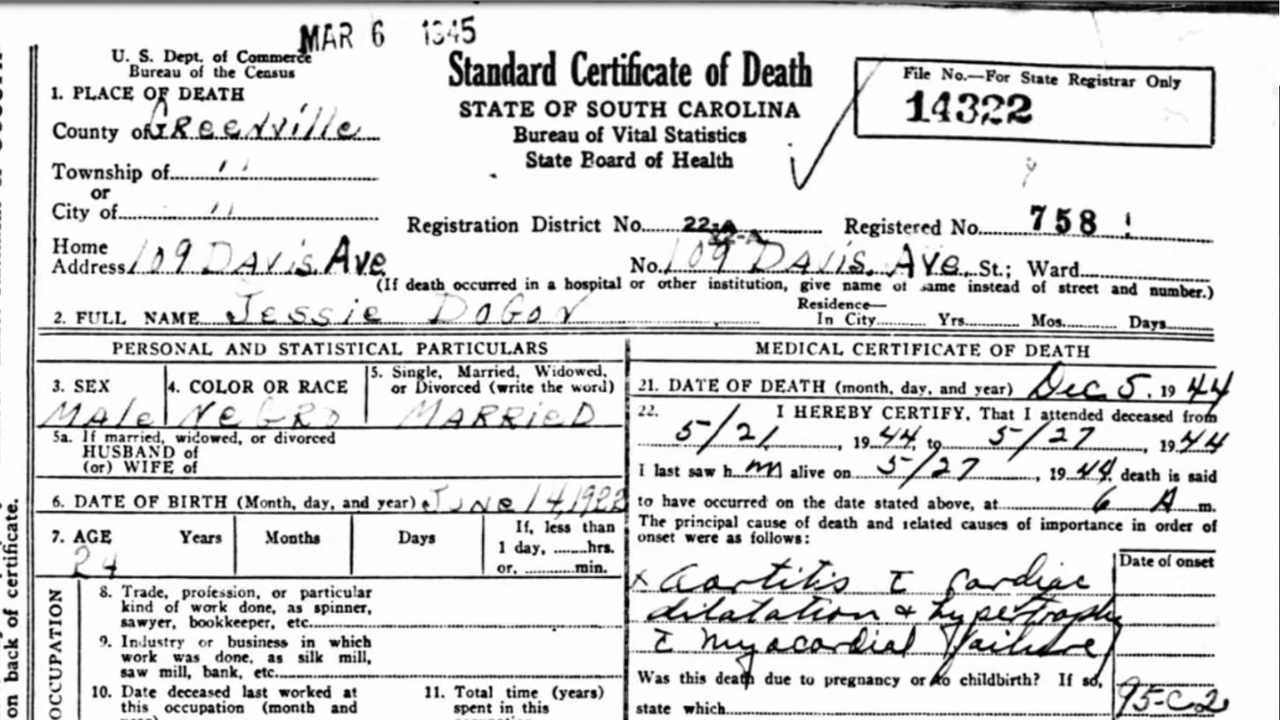 MAR 6 1945
U. S. Dept. of Commerce
Bureau of the Census
Standard Certificate of Death
STATE OF SOUTH CAROLINA
Bureau of Vital Statistics
State Board of Health
File No.—For State Registrar Only
14322
1. PLACE OF DEATH
County of Greenville
Township of "
or
City of "
Registration District No. 22-A
22-A
Registered No. 758
Home
Address 109 Davis Ave
No. 109 Davis. Ave. St.; Ward
(If death occurred in a hospital or other institution, give name of same instead of street and number.)
2. FULL NAME Jessie
Residence—
In City Yrs. Mos. Days
PERSONAL AND STATISTICAL PARTICULARS
3. SEX
Male
4. COLOR OR RACE
Negro
5. Single, Married, Widowed,
or Divorced (write the word)
Married
5a. If married, widowed, or divorced
HUSBAND of
(or) WIFE of
6. DATE OF BIRTH (Month, day, and year) June 14, 1922
7. AGE Years Months Days
24
If, less than
1 day, hrs.
or, min.
OCCUPATION
8. Trade, profession, or particular
kind of work done, as spinner,
sawyer, bookkeeper, etc.
9. Industry or business in which
work was done, as silk mill,
saw mill, bank, etc.
10. Date deceased last worked at
this occupation (month and
11. Total time (years)
spent in this
MEDICAL CERTIFICATE OF DEATH
21. DATE OF DEATH (month, day, and year) Dec 5, 1944
22. I HEREBY CERTIFY, That I attended deceased from
5/21, 1944, to 5/27, 1944
I last saw him alive on 5/27, 1944, death is said
to have occurred on the date stated above, at 6 A m.
The principal cause of death and related causes of importance in order of
onset were as follows:
Date of onset
x Aortitis c̄ Cardiac
dilatation + hypertrophy
c̄ myocardial failure
Was this death due to pregnancy or to childbirth? If so,
state which
95-C2
on back of certificate.